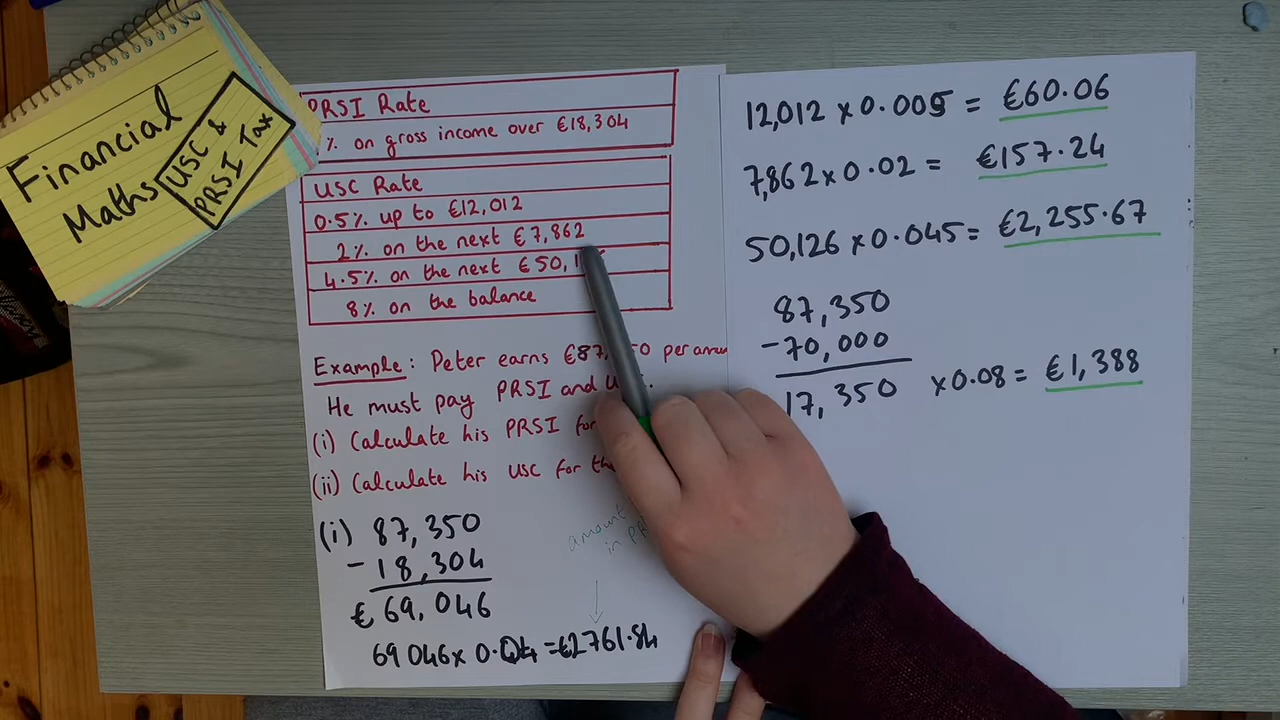 Financial
Maths
USC &
PRSI Tax
PRSI Rate
% on gross income over €18,304
USC Rate
0.5% up to €12,012
2% on the next €7,862
4.5% on the next €50,1
8% on the balance
Example: Peter earns €87, 50 per
He must pay PRSI and
(i) Calculate his PRSI for
(ii) Calculate his USC for
(i) 87,350
- 18,304
€69,046
69046 x 0.04 = €2761.84
amount
in
12,012 x 0.005 = €60.06
7,862 x 0.02 = €157.24
50,126 x 0.045 = €2,255.67
87,350
-70,000
17,350 x 0.08 = €1,388